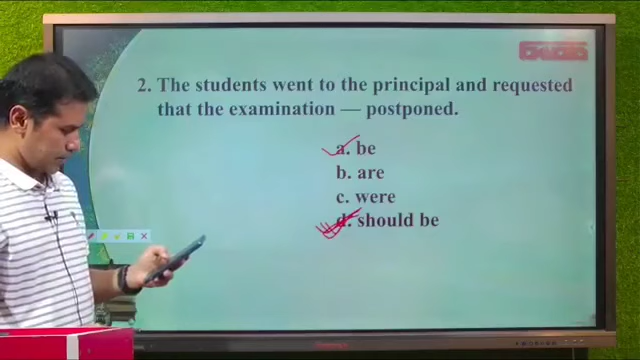 2. The students went to the principal and requested
that the examination — postponed.
a. be
b. are
c. were
d. should be